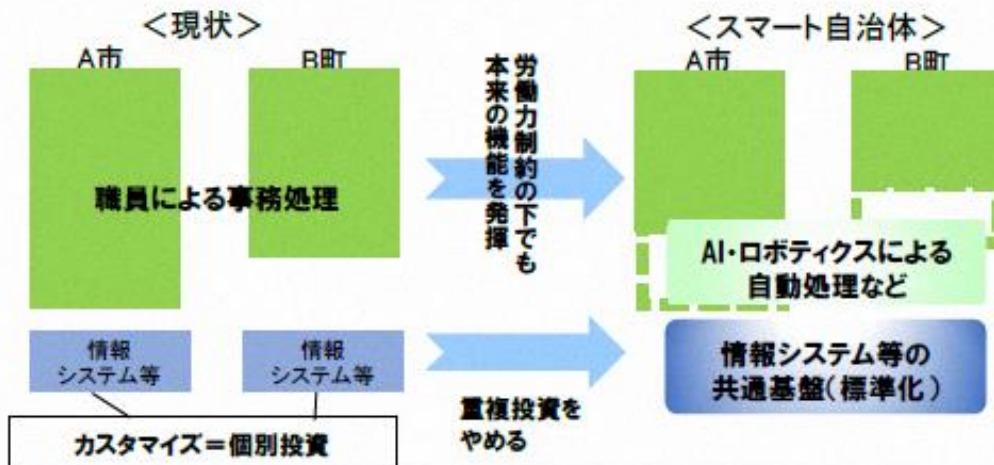 ＜現状＞
A市
B町
職員による事務処理
情報
システム等
情報
システム等
カスタマイズ＝個別投資
労働力制約の下でも
本来の機能を発揮
重複投資を
やめる
＜スマート自治体＞
A市
B町
AI・ロボティクスによる
自動処理など
情報システム等の
共通基盤(標準化)